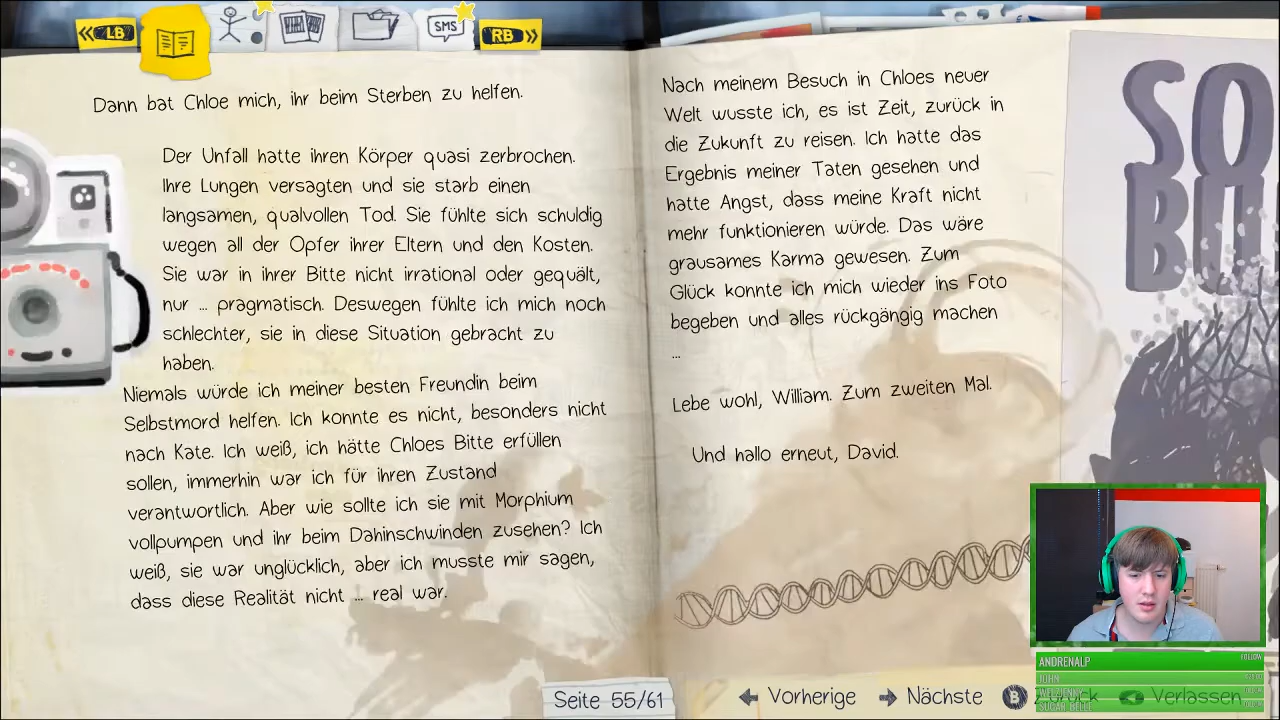 LB
SMS
RB
Dann bat Chloe mich, ihr beim Sterben zu helfen.
Der Unfall hatte ihren Körper quasi zerbrochen.
Ihre Lungen versagten und sie starb einen
langsamen, qualvollen Tod. Sie fühlte sich schuldig
wegen all der Opfer ihrer Eltern und den Kosten.
Sie war in ihrer Bitte nicht irrational oder gequält,
nur ... pragmatisch. Deswegen fühlte ich mich noch
schlechter, sie in diese Situation gebracht zu
haben.
Niemals würde ich meiner besten Freundin beim
Selbstmord helfen. Ich konnte es nicht, besonders nicht
nach Kate. Ich weiß, ich hätte Chloes Bitte erfüllen
sollen, immerhin war ich für ihren Zustand
verantwortlich. Aber wie sollte ich sie mit Morphium
vollpumpen und ihr beim Dahinschwinden zusehen? Ich
weiß, sie war unglücklich, aber ich musste mir sagen,
dass diese Realität nicht ... real war.
Nach meinem Besuch in Chloes neuer
Welt wusste ich, es ist Zeit, zurück in
die Zukunft zu reisen. Ich hatte das
Ergebnis meiner Taten gesehen und
hatte Angst, dass meine Kraft nicht
mehr funktionieren würde. Das wäre
grausames Karma gewesen. Zum
Glück konnte ich mich wieder ins Foto
begeben und alles rückgängig machen
...
Lebe wohl, William. Zum zweiten Mal.
Und hallo erneut, David.
SO
Seite 55/61
Vorherige
Nächste
B
Verlassen
ANDRENALP
FOLLOW